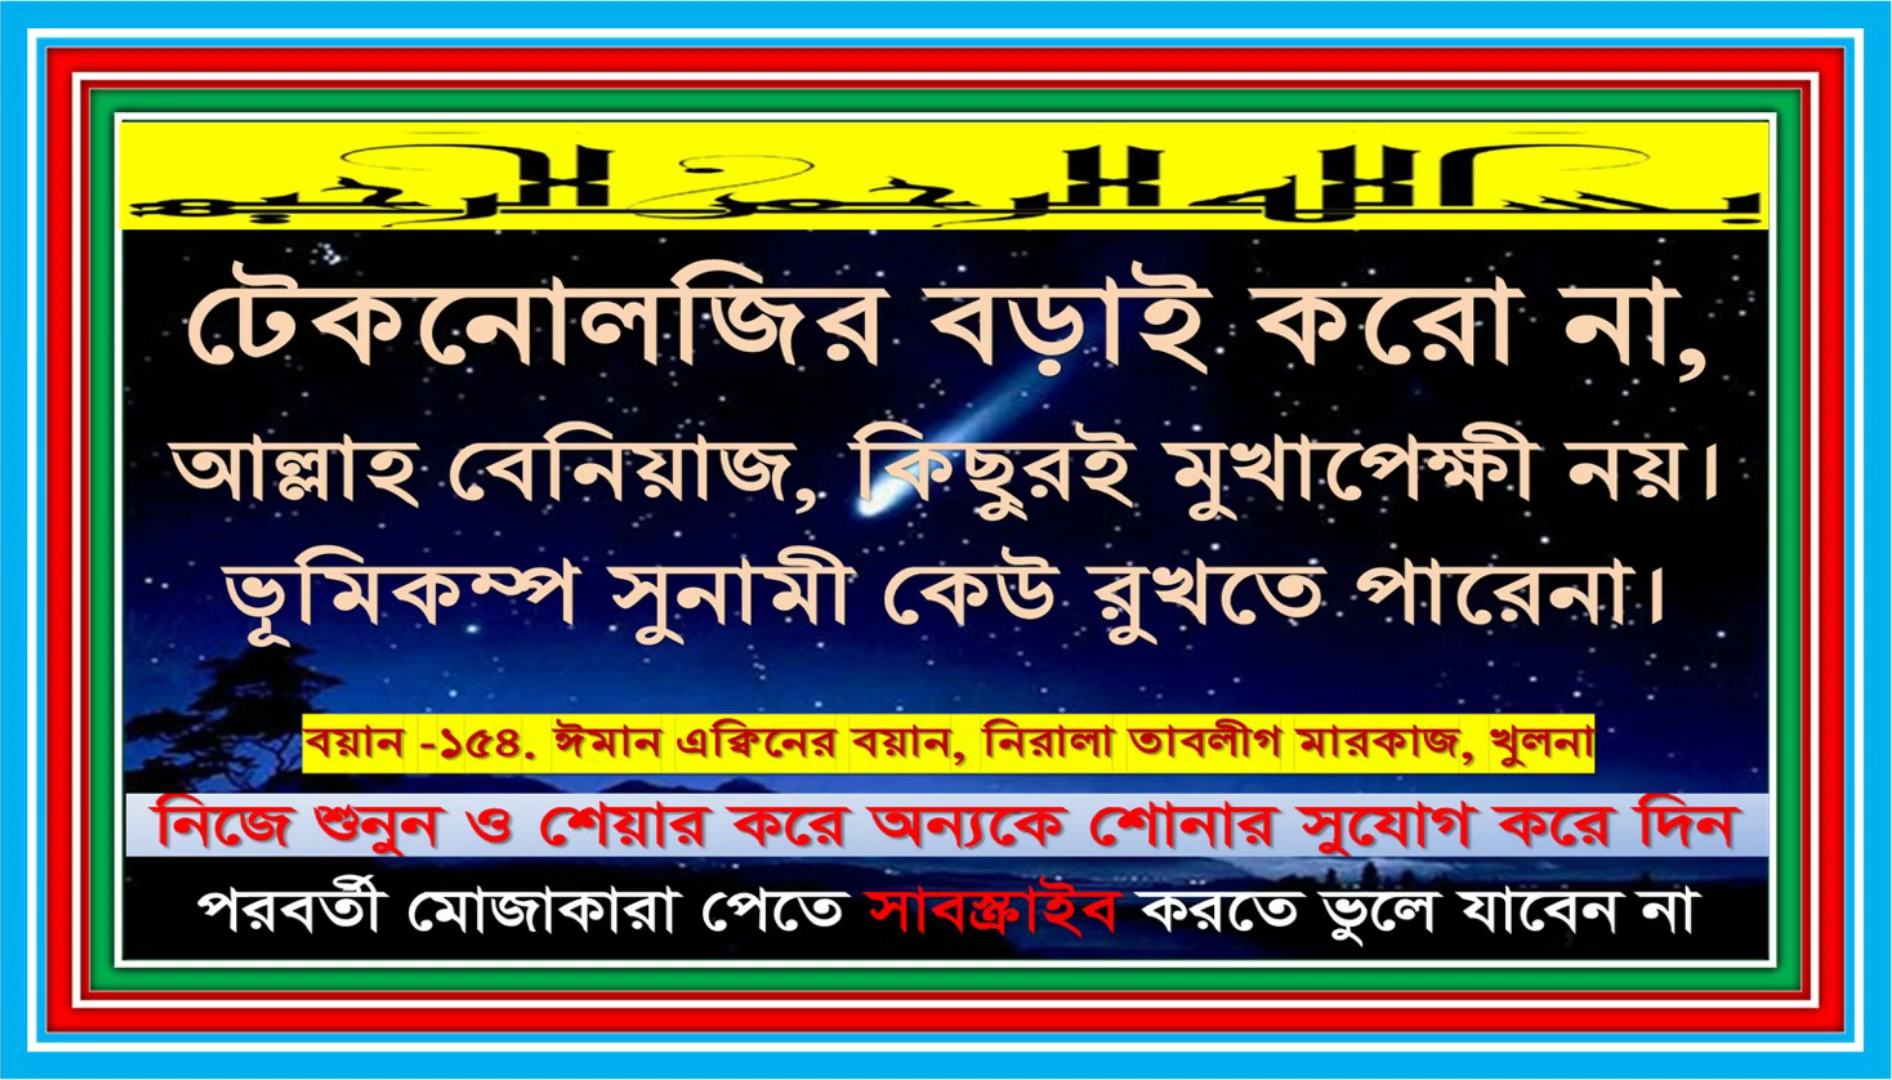 بسم الله الرحمن الرحيم
টেকনোলজির বড়াই করো না,
আল্লাহ বেনিয়াজ, কিছুরই মুখাপেক্ষী নয়।
ভূমিকম্প সুনামী কেউ রুখতে পারেনা।
বয়ান -১৫৪. ঈমান এক্বিনের বয়ান, নিরালা তাবলীগ মারকাজ, খুলনা
নিজে শুনুন ও শেয়ার করে অন্যকে শোনার সুযোগ করে দিন
পরবর্তী মোজাকারা পেতে সাবস্ক্রাইব করতে ভুলে যাবেন না